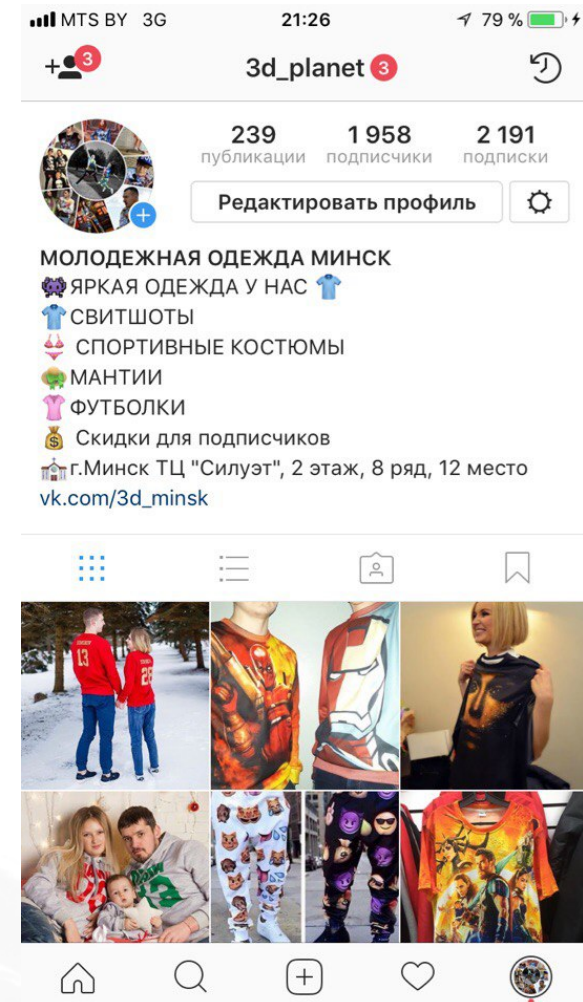 MTS BY 3G 21:26 79 %
3
3d_planet 3
239 1 958 2 191
публикации подписчики подписки
Редактировать профиль
МОЛОДЕЖНАЯ ОДЕЖДА МИНСК
ЯРКАЯ ОДЕЖДА У НАС
СВИТШОТЫ
СПОРТИВНЫЕ КОСТЮМЫ
МАНТИИ
ФУТБОЛКИ
Скидки для подписчиков
г.Минск ТЦ "Силуэт", 2 этаж, 8 ряд, 12 место
vk.com/3d_minsk
13